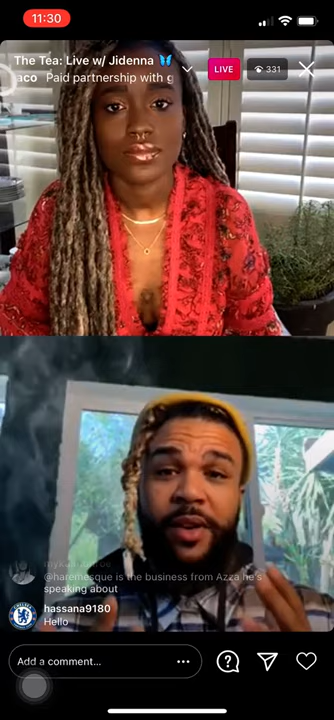 11:30
The Tea: Live w/ Jidenna 🦋
aco Paid partnership with g
LIVE
331
@haremesque is the business from Azza he's
speaking about
hassana9180
Hello
Add a comment...